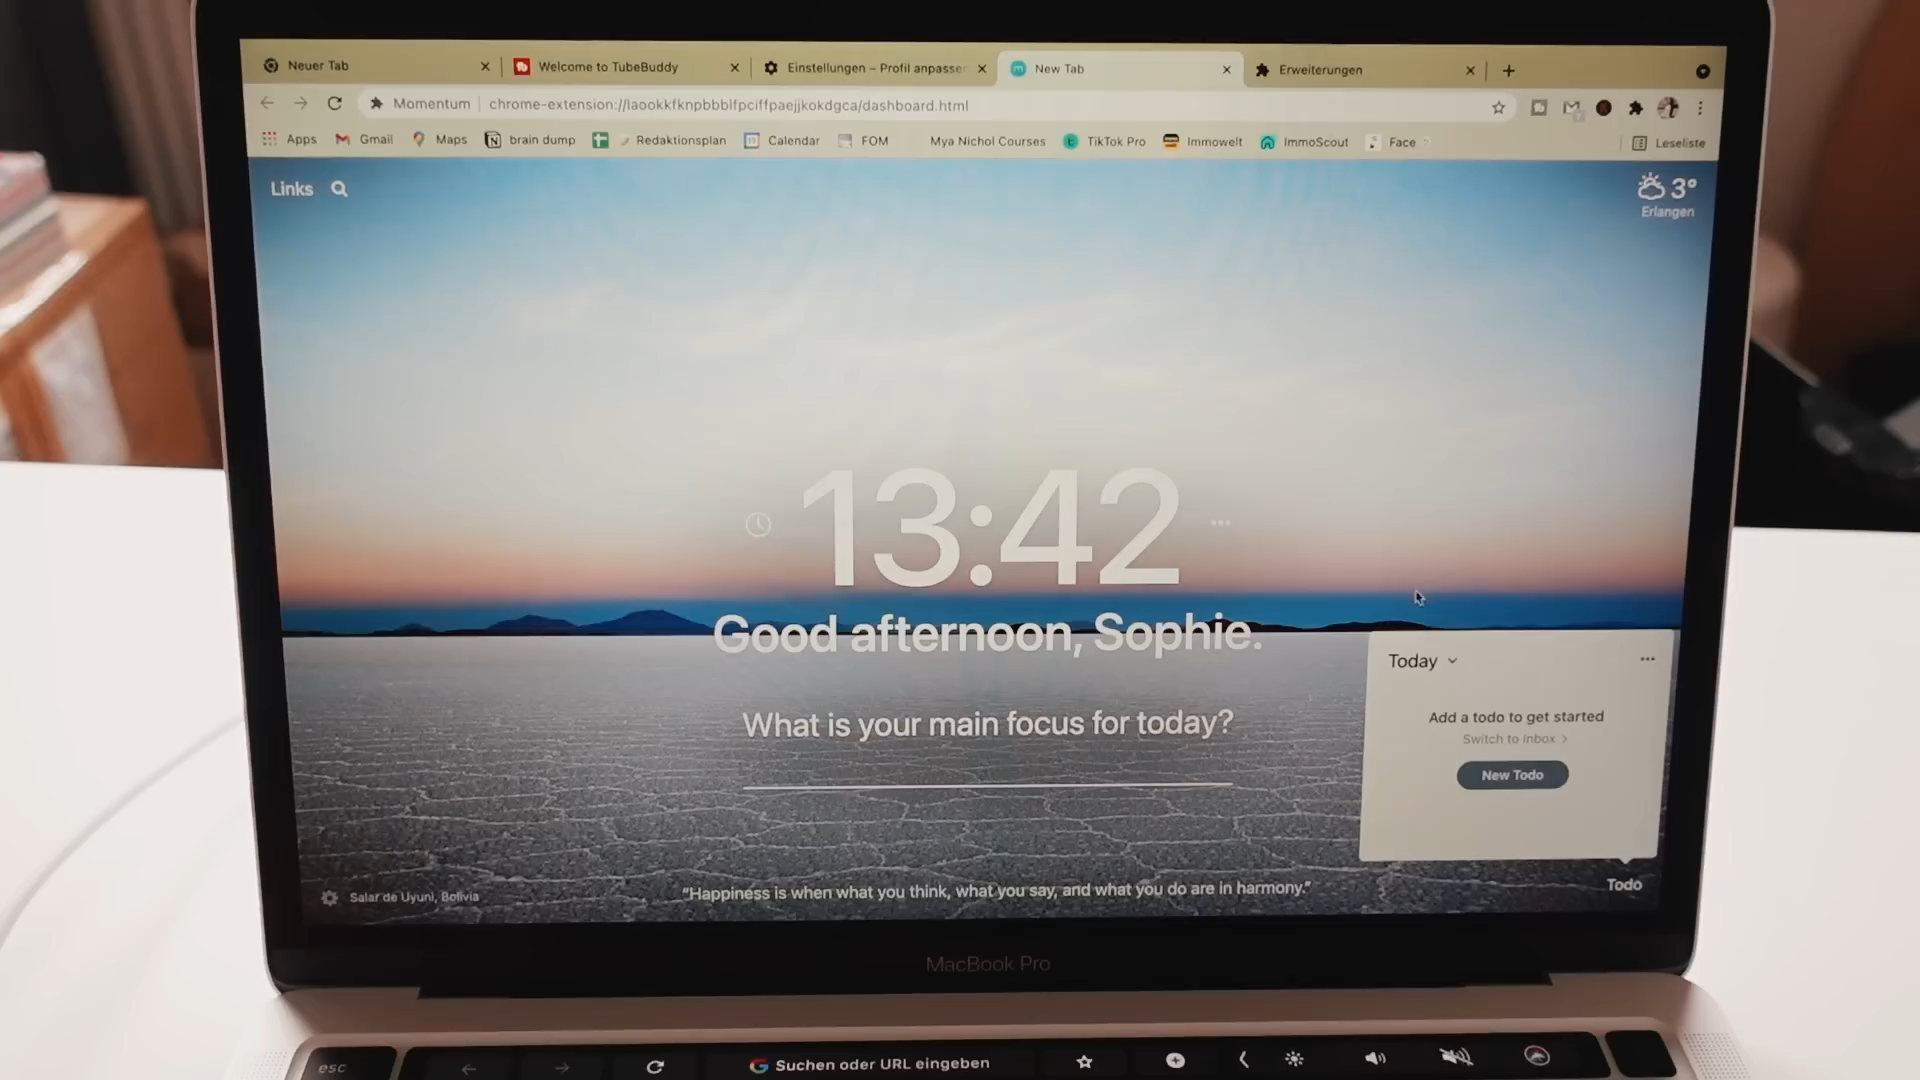 Neuer Tab
Welcome to TubeBuddy
Einstellungen – Profil anpassen
New Tab
Erweiterungen
Momentum
chrome-extension://laookkfknpbbblfpciffpaejjkokdgca/dashboard.html
Apps
Gmail
Maps
brain dump
Redaktionsplan
Calendar
FOM
Mya Nichol Courses
TikTok Pro
Immowelt
ImmoScout
Face
Leseliste
Links
3°
Erlangen
13:42
Good afternoon, Sophie.
What is your main focus for today?
Today
Add a todo to get started
Switch to Inbox >
New Todo
Todo
Salar de Uyuni, Bolivia
“Happiness is when what you think, what you say, and what you do are in harmony.”
MacBook Pro
esc
Suchen oder URL eingeben